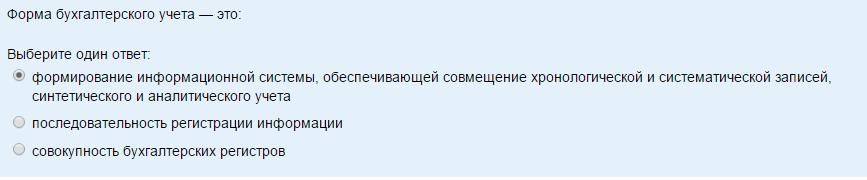 Форма бухгалтерского учета — это:
Выберите один ответ:
формирование информационной системы, обеспечивающей совмещение хронологической и систематической записей,
синтетического и аналитического учета
последовательность регистрации информации
совокупность бухгалтерских регистров